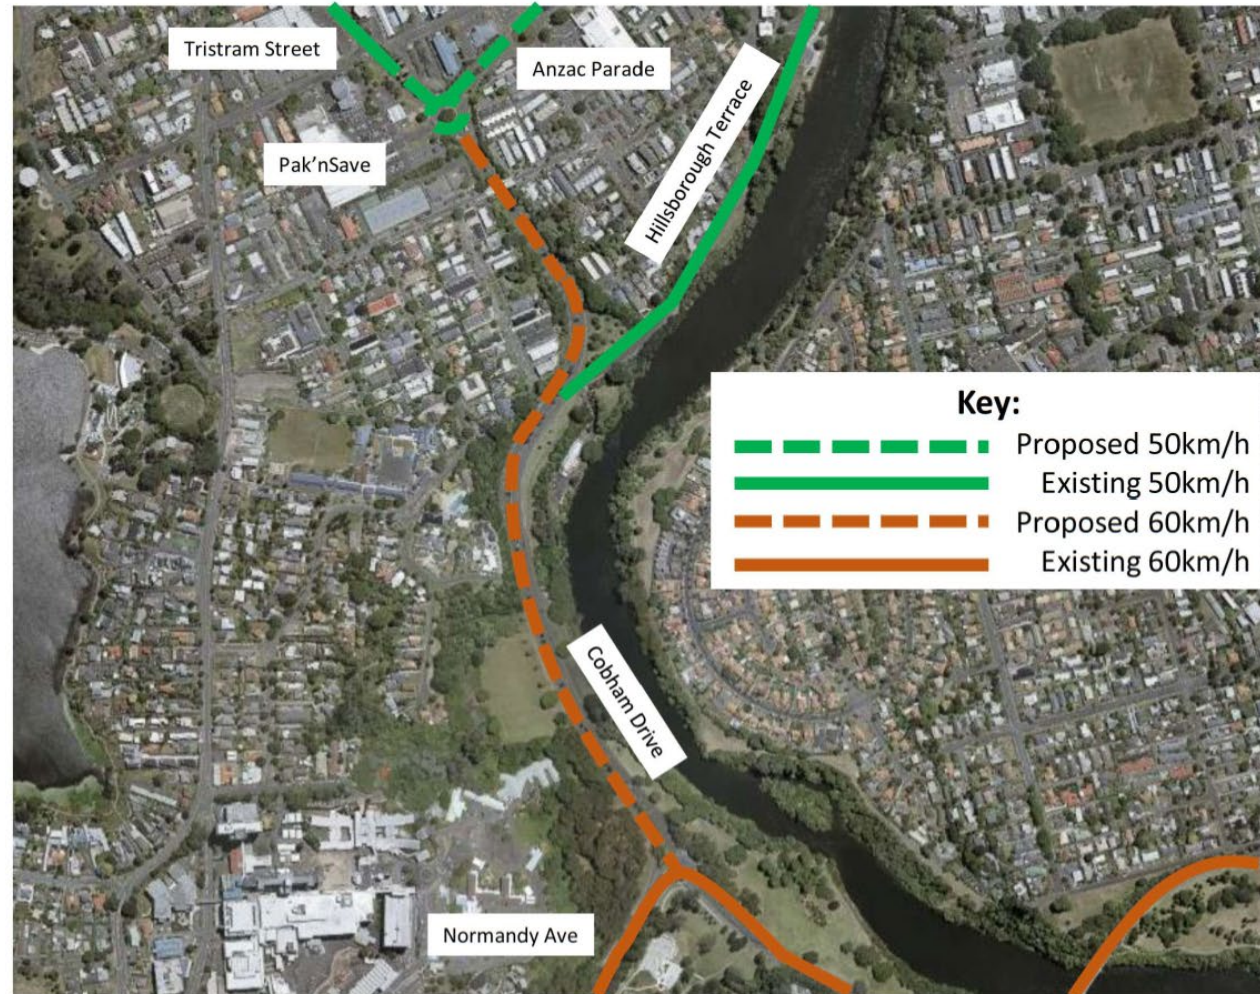 Tristram Street
Anzac Parade
Pak'nSave
Hillsborough Terrace
Key:
Proposed 50km/h
Existing 50km/h
Proposed 60km/h
Existing 60km/h
Cobham Drive
Normandy Ave